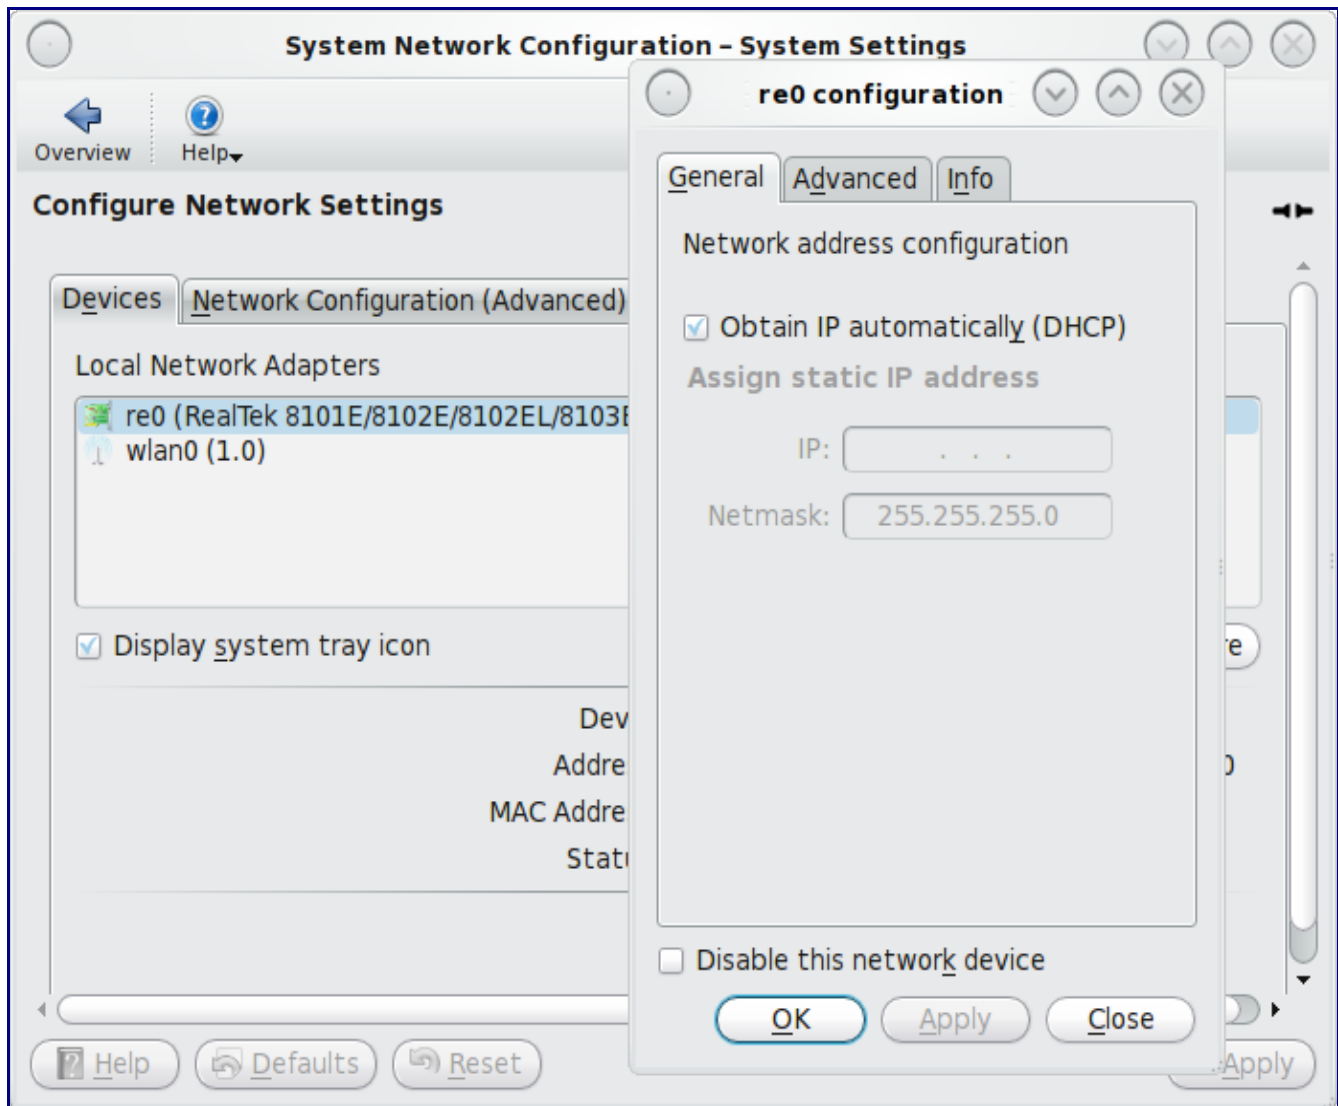 System Network Configuration – System Settings
Overview
Help
Configure Network Settings
Devices
Network Configuration (Advanced)
Local Network Adapters
re0 (RealTek 8101E/8102E/8102EL/8103E
wlan0 (1.0)
Display system tray icon
Dev
Addre
MAC Addre
Stat
Help
Defaults
Reset
Apply
re0 configuration
General
Advanced
Info
Network address configuration
Obtain IP automatically (DHCP)
Assign static IP address
IP: . . .
Netmask: 255.255.255.0
Disable this network device
OK
Apply
Close